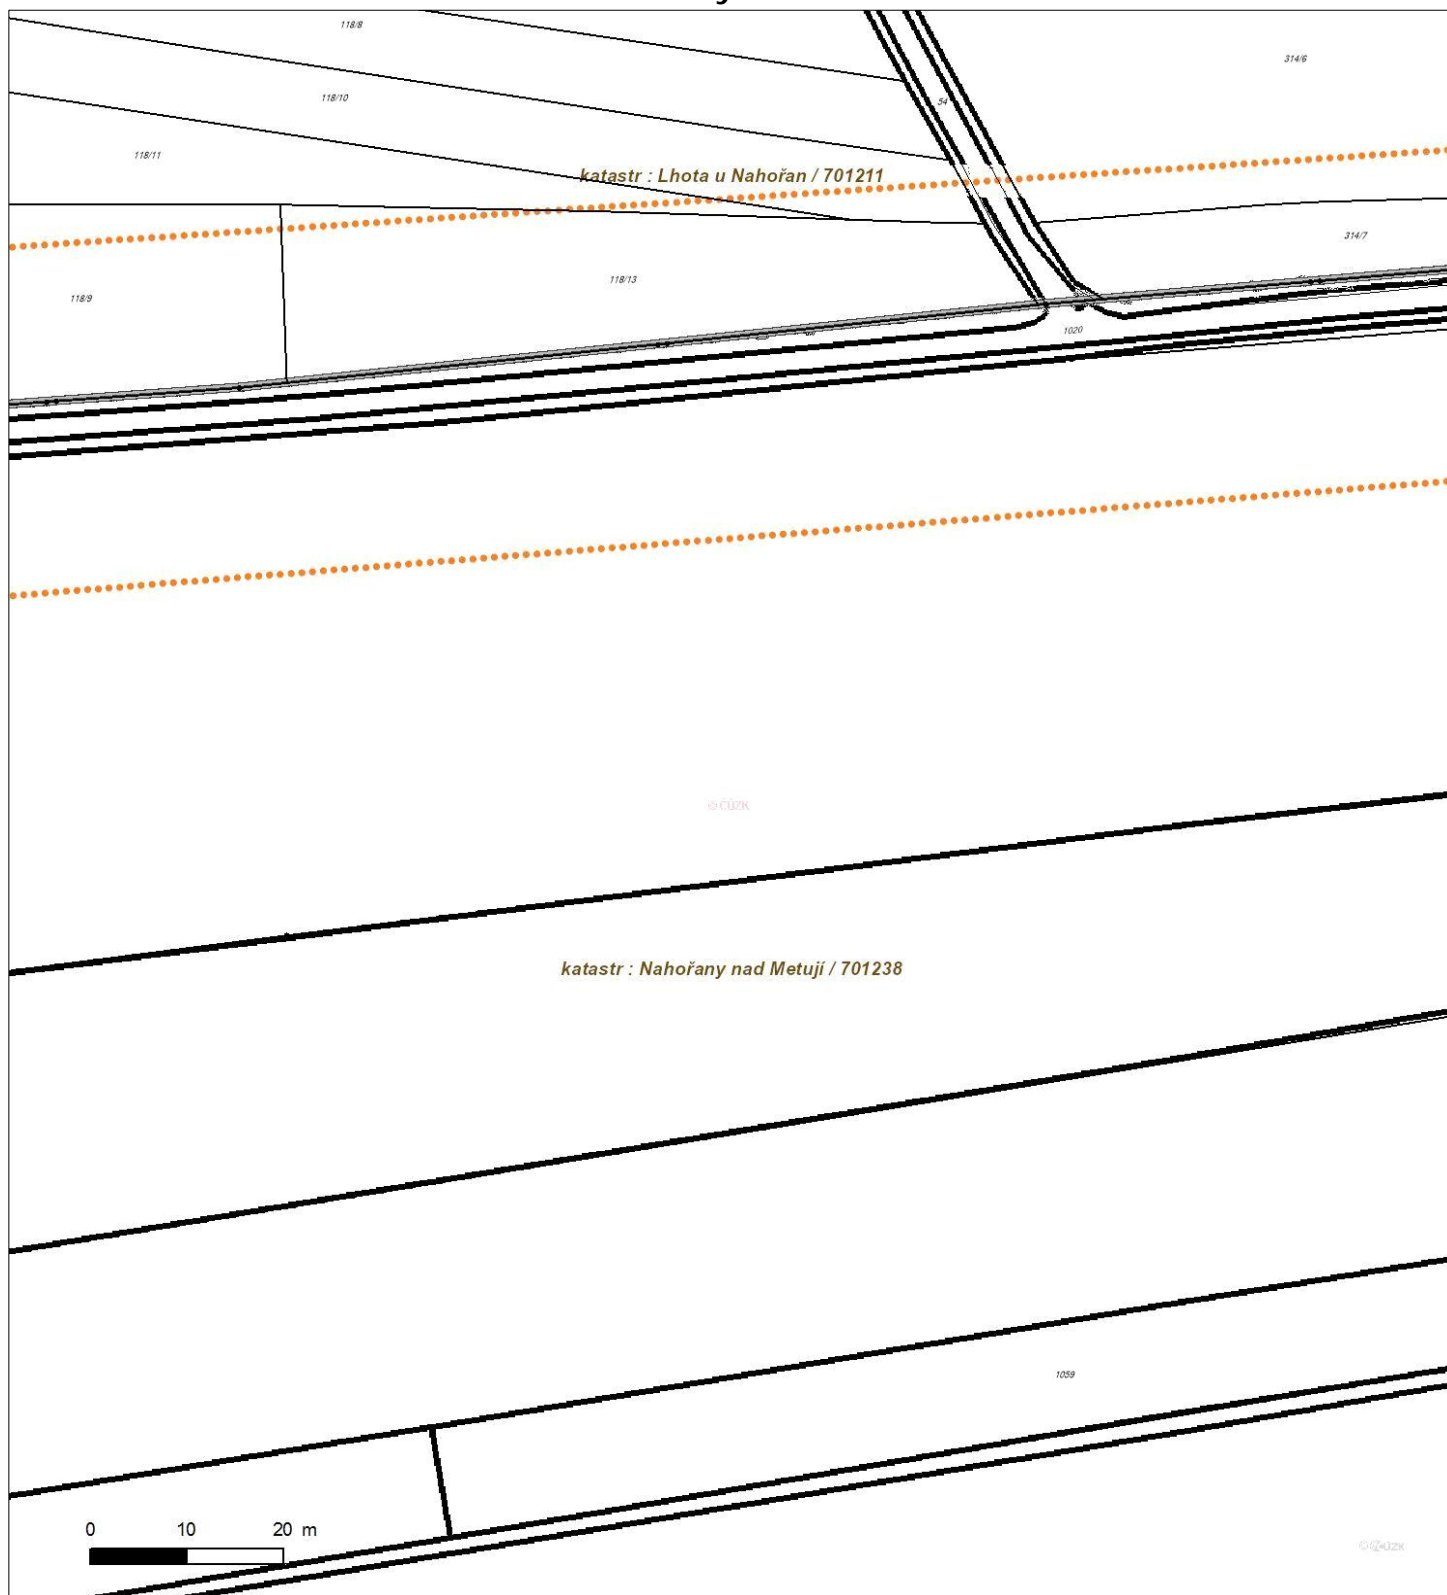 118/8
314/6
118/10
54
118/11
katastr : Lhota u Nahořan / 701211
314/7
118/13
118/9
1020
© ČÚZK
katastr : Nahořany nad Metují / 701238
1059
0 10 20 m